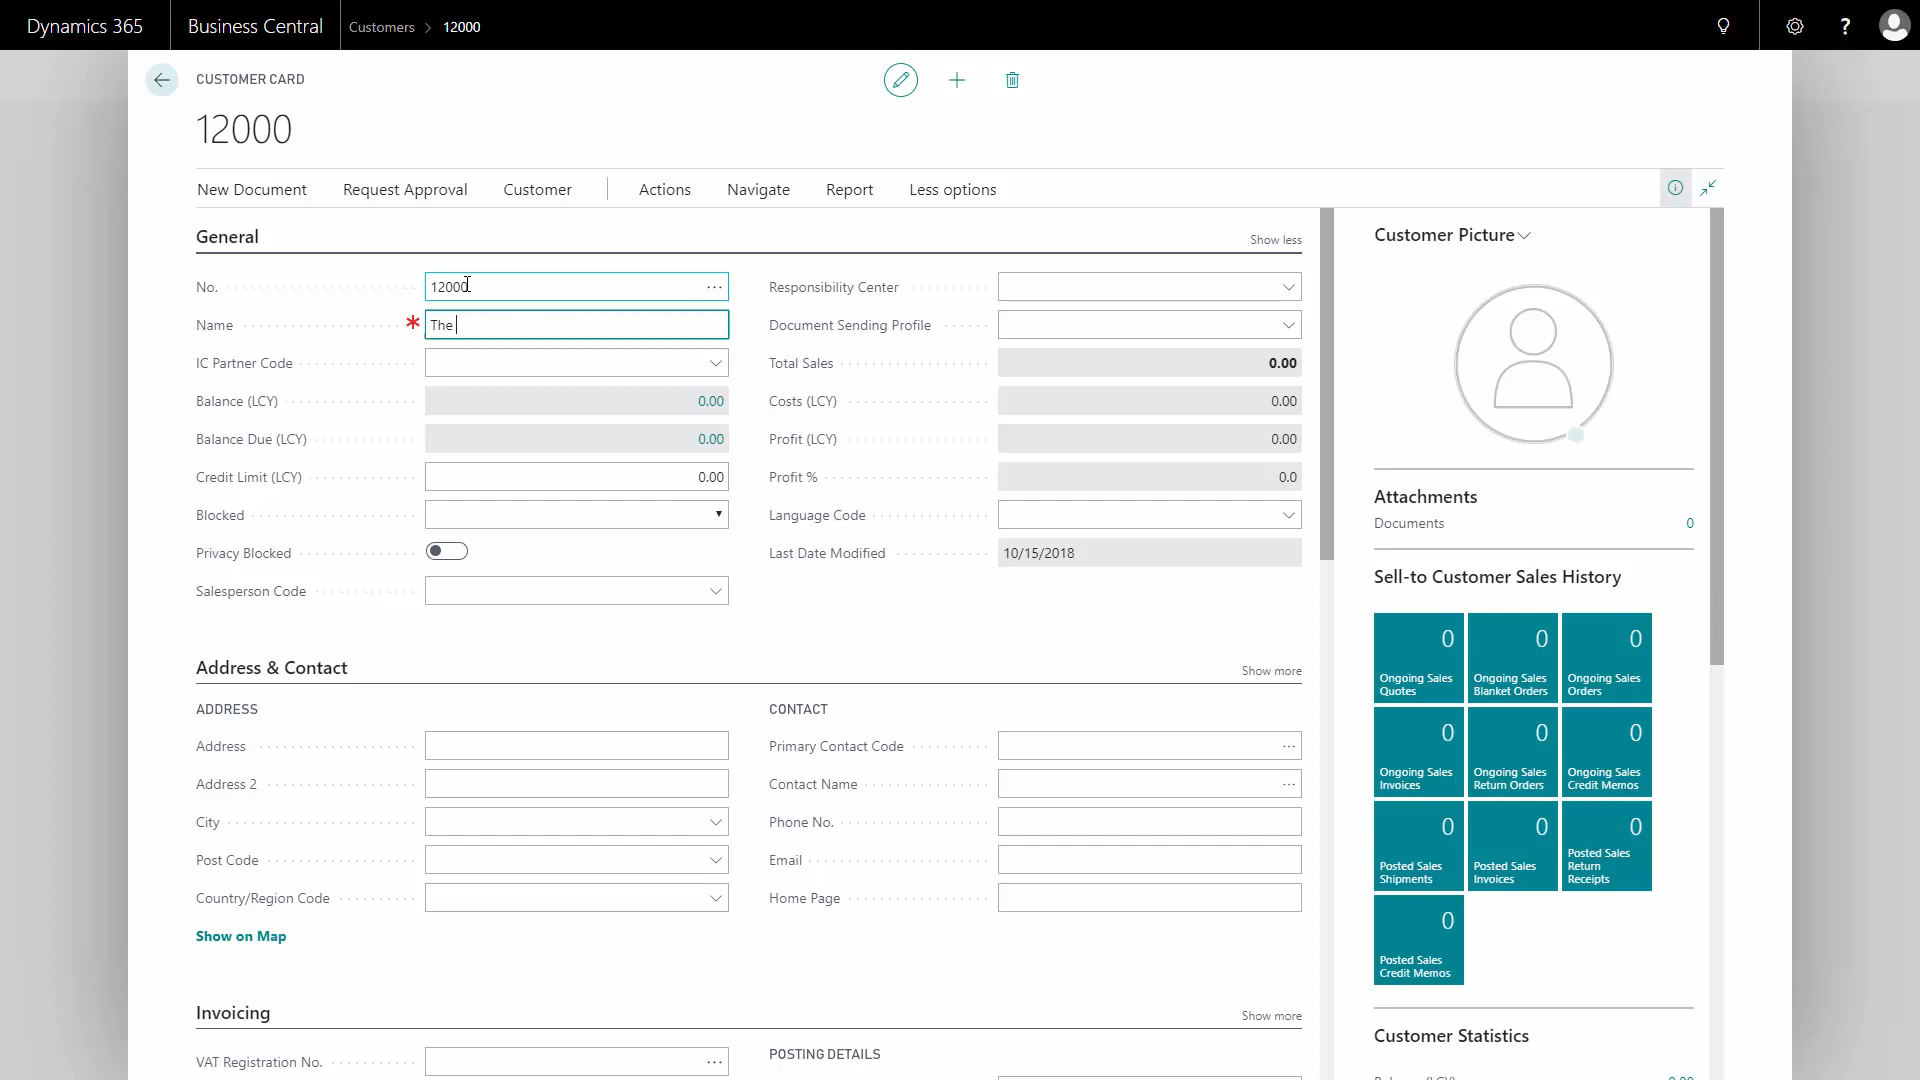 Dynamics 365
Business Central
Customers > 12000
?
CUSTOMER CARD
12000
New Document
Request Approval
Customer
Actions
Navigate
Report
Less options
General
Show less
No.
12000
Name
The
IC Partner Code
Balance (LCY)
0.00
Balance Due (LCY)
0.00
Credit Limit (LCY)
0.00
Blocked
Privacy Blocked
Salesperson Code
Responsibility Center
Document Sending Profile
Total Sales
0.00
Costs (LCY)
0.00
Profit (LCY)
0.00
Profit %
0.0
Language Code
Last Date Modified
10/15/2018
Address & Contact
Show more
ADDRESS
Address
Address 2
City
Post Code
Country/Region Code
Show on Map
CONTACT
Primary Contact Code
Contact Name
Phone No.
Email
Home Page
Invoicing
Show more
VAT Registration No.
POSTING DETAILS
Customer Picture
Attachments
Documents
0
Sell-to Customer Sales History
0
Ongoing Sales
Quotes
0
Ongoing Sales
Blanket Orders
0
Ongoing Sales
Orders
0
Ongoing Sales
Invoices
0
Ongoing Sales
Return Orders
0
Ongoing Sales
Credit Memos
0
Posted Sales
Shipments
0
Posted Sales
Invoices
0
Posted Sales
Return
Receipts
0
Posted Sales
Credit Memos
Customer Statistics